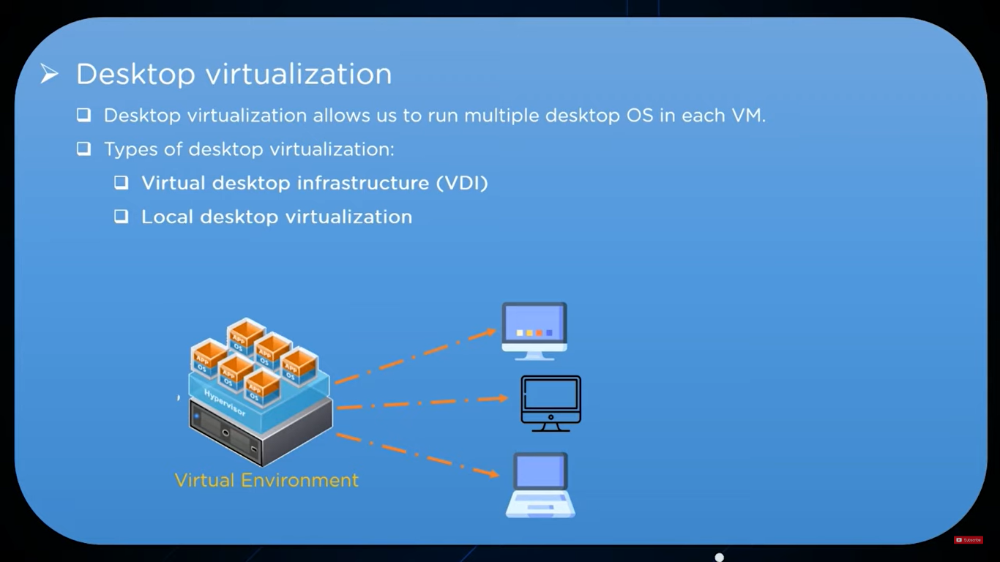 Desktop virtualization
Desktop virtualization allows us to run multiple desktop OS in each VM.
Types of desktop virtualization:
Virtual desktop infrastructure (VDI)
Local desktop virtualization
APP
OS
APP
OS
APP
OS
APP
OS
APP
OS
APP
OS
Hypervisor
,
Virtual Environment
Subscribe